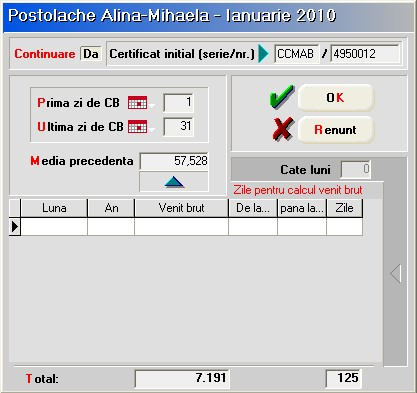 Postolache Alina-Mihaela - Ianuarie 2010
Continuare Da Certificat initial (serie/nr.) CCMAB / 4950012
Prima zi de CB 1
Ultima zi de CB 31
Media precedenta 57,528
OK
Renunt
Cate luni 0
Zile pentru calcul venit brut
Luna An Venit brut De la... pana la... Zile
Total: 7.191 125